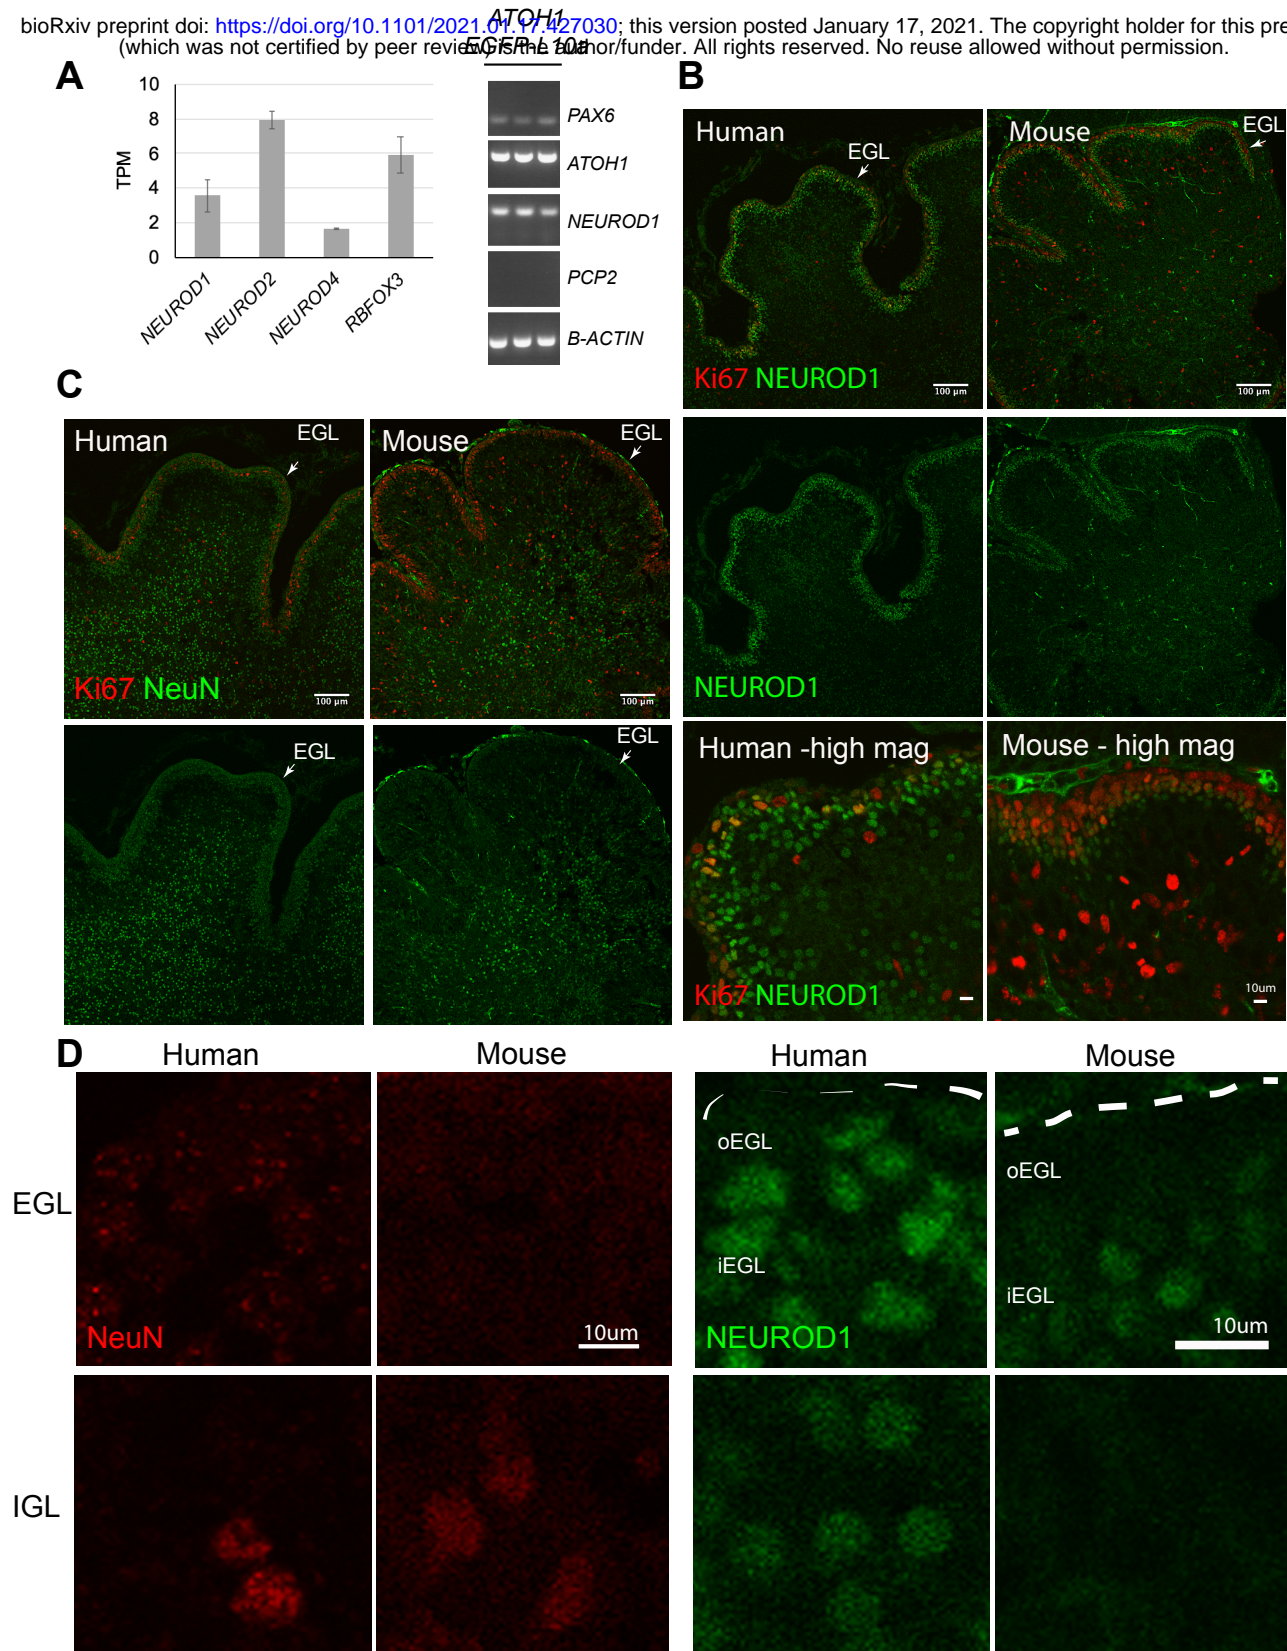 bioRxiv preprint doi: https://doi.org/10.1101/2021.01.17.427030; this version posted January 17, 2021. The copyright holder for this pre
(which was not certified by peer review) is the author/funder. All rights reserved. No reuse allowed without permission.
ATOH1
EGFP-L10a
A
TPM
10
8
6
4
2
0
NEUROD1
NEUROD2
NEUROD4
RBFOX3
PAX6
ATOH1
NEUROD1
PCP2
B-ACTIN
B
Human
EGL
Ki67 NEUROD1
100 µm
Mouse
EGL
100 µm
NEUROD1
Human -high mag
Ki67 NEUROD1
Mouse - high mag
10um
C
Human
EGL
Ki67 NeuN
100 µm
Mouse
EGL
100 µm
EGL
EGL
D
Human
Mouse
Human
Mouse
EGL
NeuN
10um
oEGL
iEGL
NEUROD1
oEGL
iEGL
10um
IGL